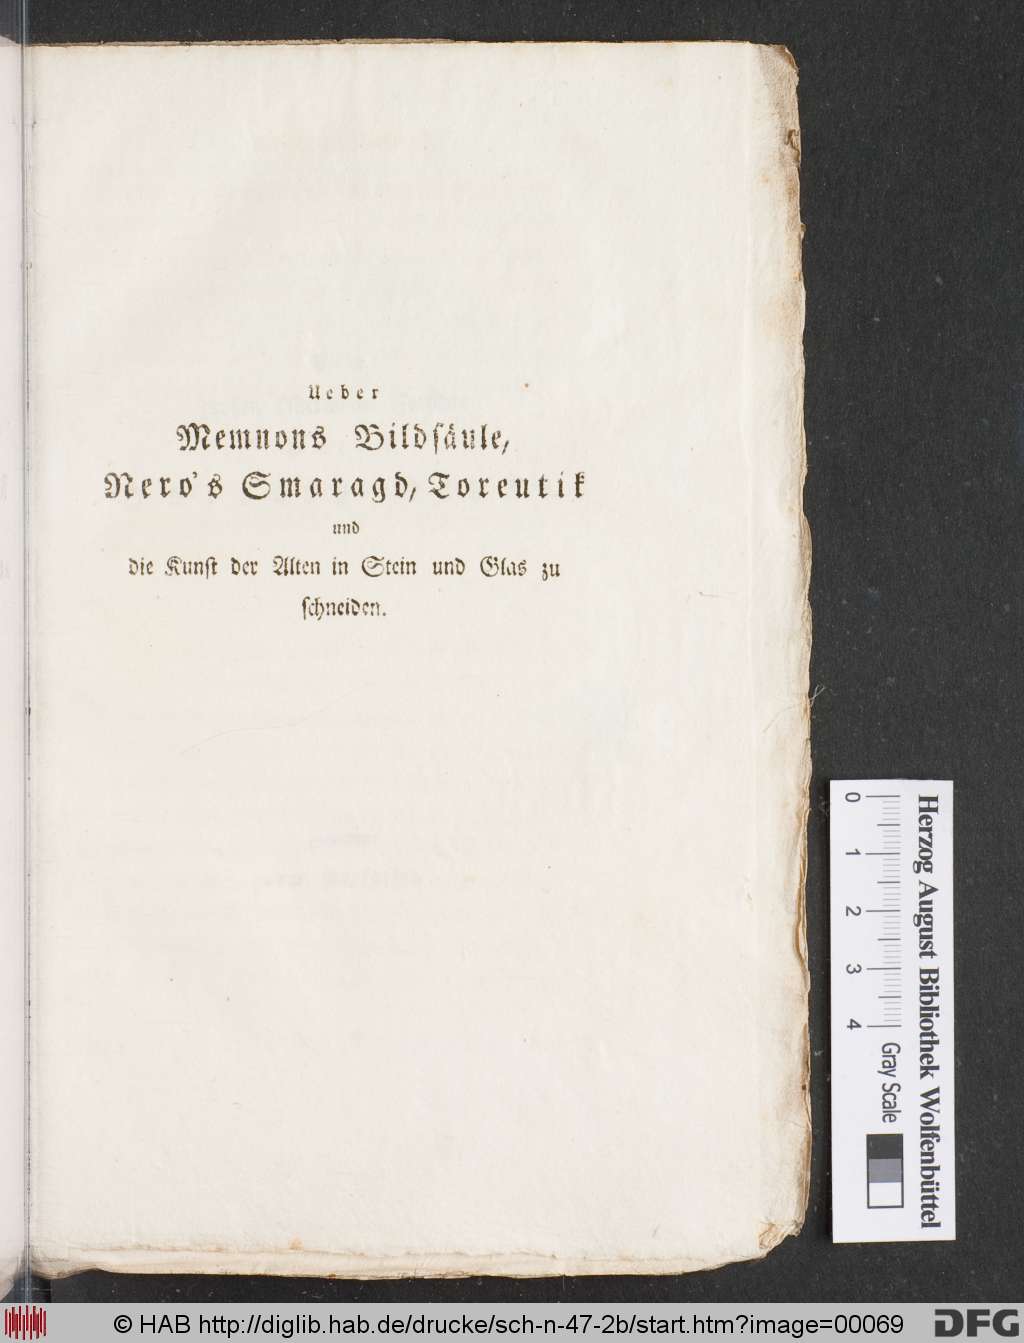 Ueber
Memnons Bildsäule,
Nero's Smaragd, Toreutik
und
die Kunst der Alten in Stein und Glas zu
schneiden.
0 1 2 3 4 Gray Scale
Herzog August Bibliothek Wolfenbüttel
© HAB http://diglib.hab.de/drucke/sch-n-47-2b/start.htm?image=00069
DFG